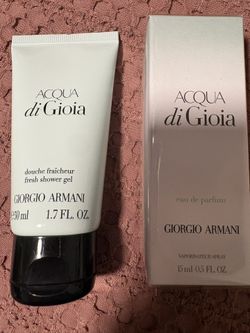 ACQUA
di Gioia
douche fraîcheur
fresh shower gel
GIORGIO ARMANI
50 ml 1.7 FL. OZ.
ACQUA
di Gioia
eau de parfum
GIORGIO ARMANI
VAPORISATEUR SPRAY
15 ml 0.5 FL. OZ.